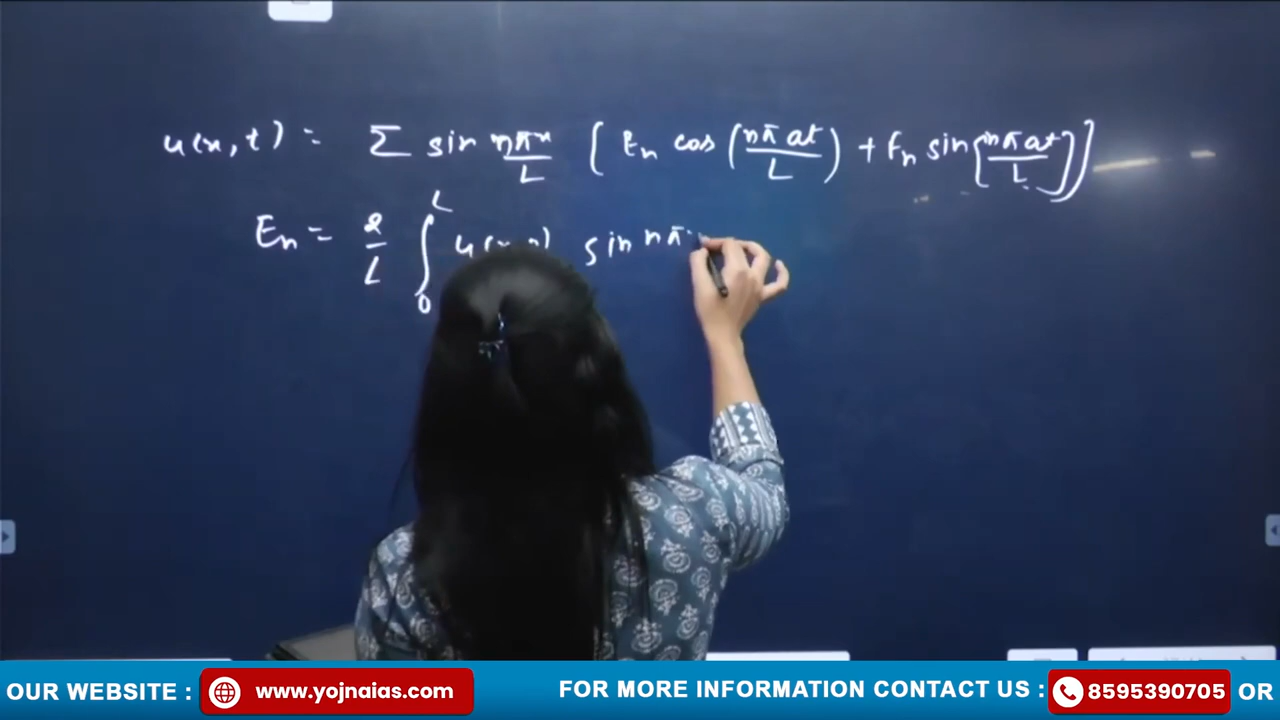 u(x,t) = Σ sin nπx/L ( En cos (nπat/L) + Fn sin (nπat/L))
En = 2/L ∫0^L sin nπ
OUR WEBSITE : www.yojnaias.com FOR MORE INFORMATION CONTACT US : 8595390705 OR